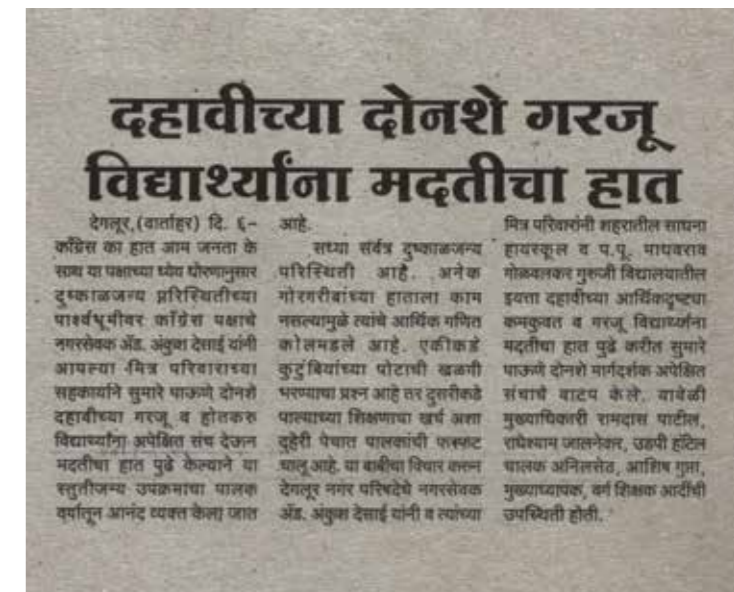 दहावीच्या दोनशे गरजू
विद्यार्थ्यांना मदतीचा हात
देगलूर,(वार्ताहर) दि. ६-
काँग्रेस का हात आम जनता के
साथ या पक्षाच्या ध्येय धोरणानुसार
दुष्काळजन्य प्ररिस्थितीच्या
पार्श्वभूमीवर काँग्रेस पक्षाचे
नगरसेवक ॲड. अंकुश देसाई यांनी
आपल्या मित्र परिवाराच्या
सहकार्याने सुमारे पाऊणे दोनशे
दहावीच्या गरजू व होतकरु
विद्यार्थ्यांना अपेक्षित संच देऊन
मदतीचा हात पुढे केल्याने या
स्तुतीजन्य उपक्रमाचा पालक
वर्गातून आनंद व्यक्त केला जात
आहे.
सध्या सर्वत्र दुष्काळजन्य
परिस्थिती आहे. अनेक
गोरगरीबांच्या हाताला काम
नसल्यामुळे त्यांचे आर्थिक गणित
कोलमडले आहे. एकीकडे
कुटुंबियांच्या पोटाची खळगी
भरण्याचा प्रश्न आहे तर दुसरीकडे
पाल्याच्या शिक्षणाचा खर्च अशा
दुहेरी पेचात पालकांची फरफट
चालू आहे. या बाबीचा विचार करुन
देगलूर नगर परिषदेचे नगरसेवक
ॲड. अंकुश देसाई यांनी व त्यांच्या
मित्र परिवारांनी शहरातील साधना
हायस्कूल व प.पू. माधवराव
गोळवलकर गुरुजी विद्यालयातील
इयत्ता दहावीच्या आर्थिकदृष्ट्या
कमकुवत व गरजू विद्यार्थ्यांना
मदतीचा हात पुढे करीत सुमारे
पाऊणे दोनशे मार्गदर्शक अपेक्षित
संचाचे वाटप केले. यावेळी
मुख्याधिकारी रामदास पाटील,
राधेश्याम जालनेवार, उडपी हॉटेल
चालक अनिलसेठ, आशिष गुप्ता,
मुख्याध्यापक, वर्ग शिक्षक आदींची
उपस्थिती होती.